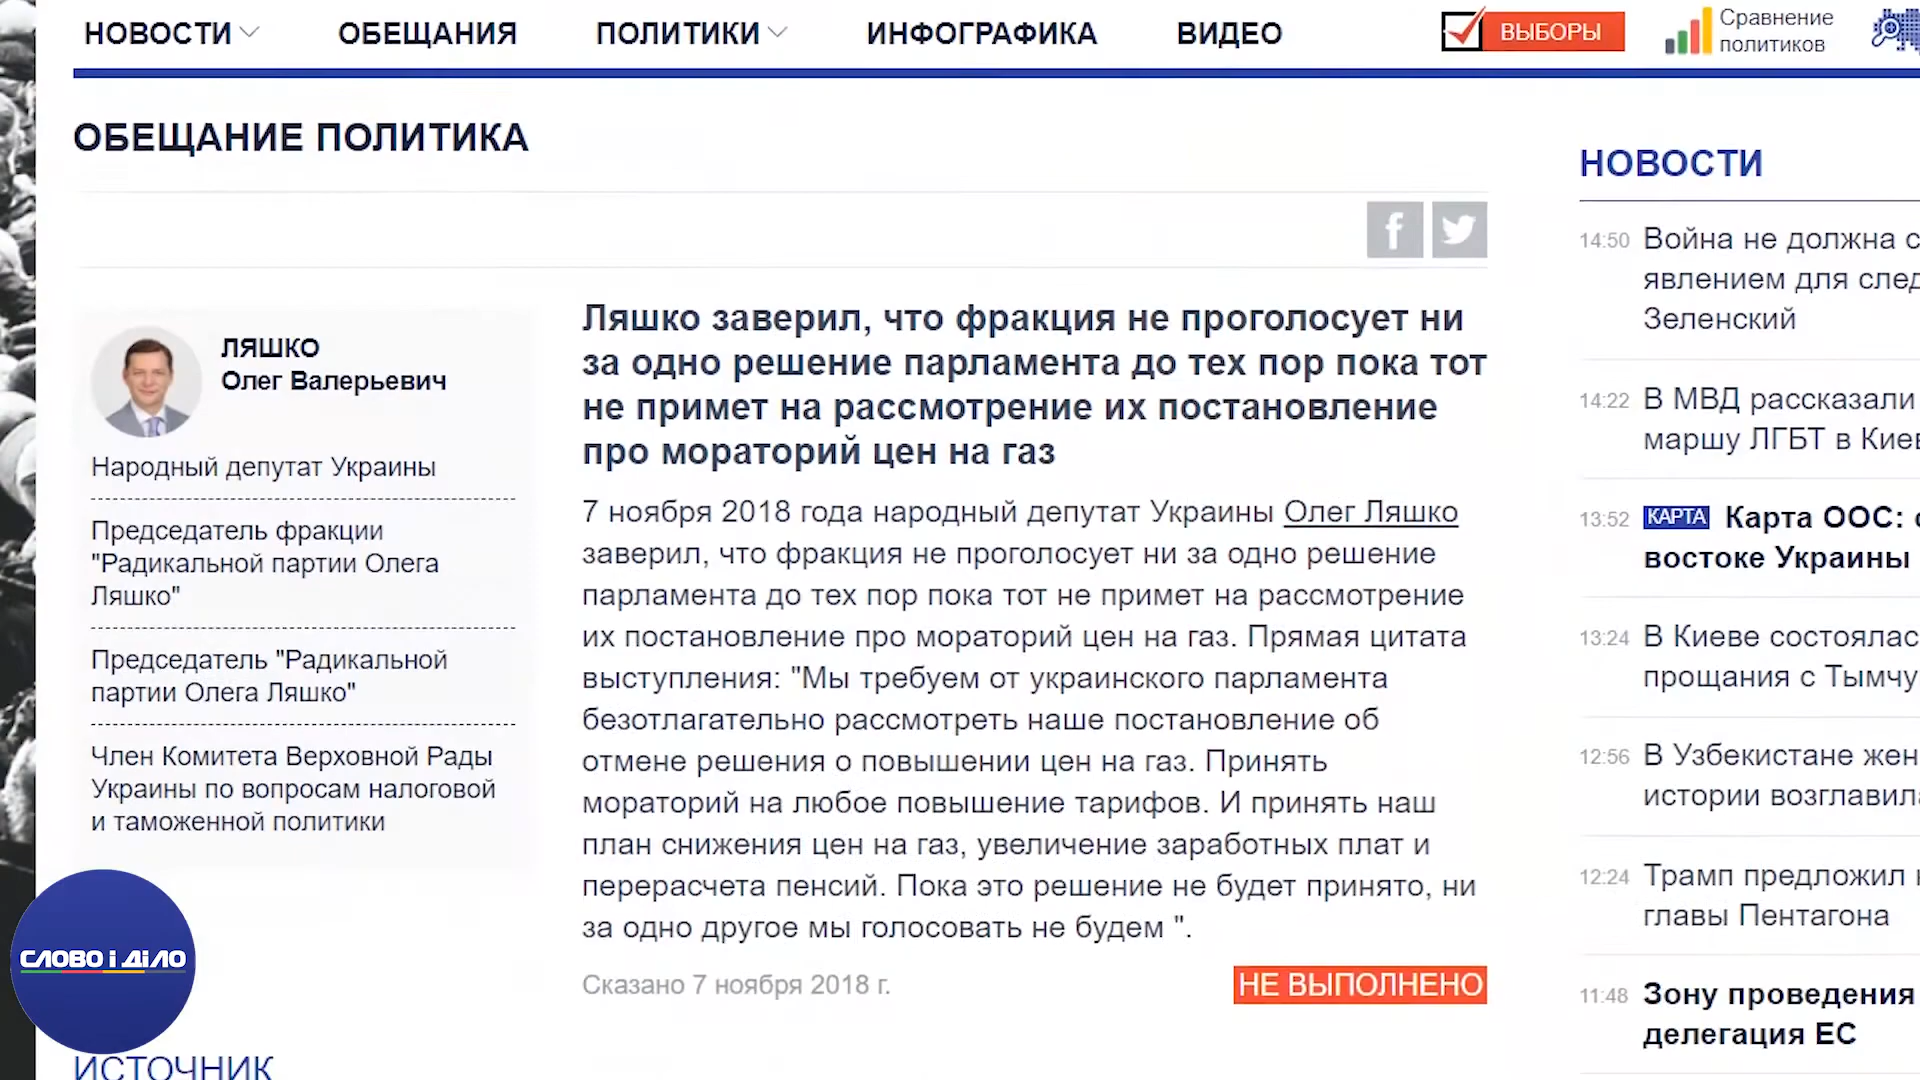 НОВОСТИ
ОБЕЩАНИЯ
ПОЛИТИКИ
ИНФОГРАФИКА
ВИДЕО
ВЫБОРЫ
Сравнение
политиков
ОБЕЩАНИЕ ПОЛИТИКА
ЛЯШКО
Олег Валерьевич
Народный депутат Украины
Председатель фракции
"Радикальной партии Олега
Ляшко"
Председатель "Радикальной
партии Олега Ляшко"
Член Комитета Верховной Рады
Украины по вопросам налоговой
и таможенной политики
СЛОВО і ДІЛО
ИСТОЧНИК
Ляшко заверил, что фракция не проголосует ни
за одно решение парламента до тех пор пока тот
не примет на рассмотрение их постановление
про мораторий цен на газ
7 ноября 2018 года народный депутат Украины Олег Ляшко
заверил, что фракция не проголосует ни за одно решение
парламента до тех пор пока тот не примет на рассмотрение
их постановление про мораторий цен на газ. Прямая цитата
выступления: "Мы требуем от украинского парламента
безотлагательно рассмотреть наше постановление об
отмене решения о повышении цен на газ. Принять
мораторий на любое повышение тарифов. И принять наш
план снижения цен на газ, увеличение заработных плат и
перерасчета пенсий. Пока это решение не будет принято, ни
за одно другое мы голосовать не будем ".
Сказано 7 ноября 2018 г.
НЕ ВЫПОЛНЕНО
НОВОСТИ
14:50 Война не должна
явлением для
Зеленский
14:22 В МВД рассказали
маршу ЛГБТ в
13:52 КАРТА Карта ООС:
востоке Украины
13:24 В Киеве
прощания с
12:56 В Узбекистане
истории
12:24 Трамп предложил
главы Пентагона
11:48 Зону проведения
делегация ЕС